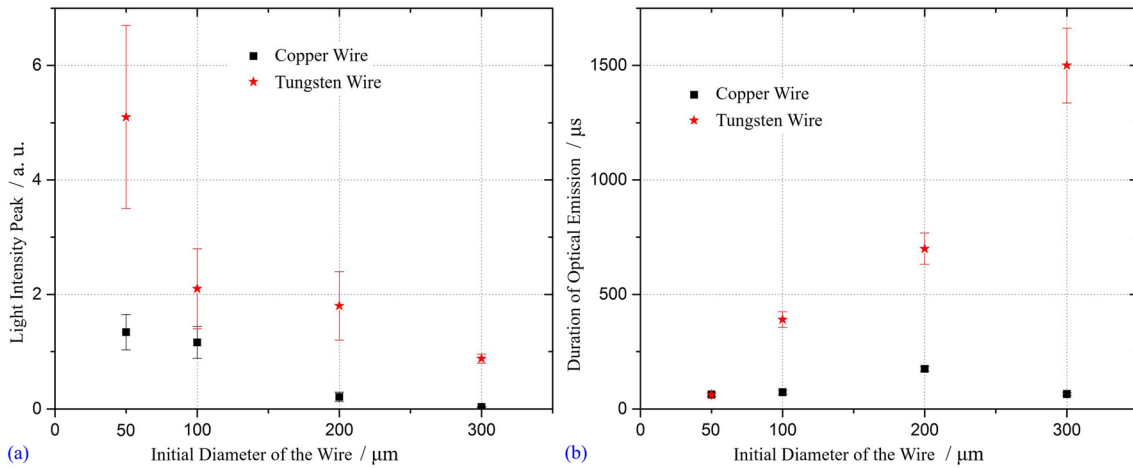 6
4
2
0
50
100
200
300
Copper Wire
Tungsten Wire
Light Intensity Peak / a. u.
Initial Diameter of the Wire / μm
(a)
1500
1000
500
0
50
100
200
300
Copper Wire
Tungsten Wire
Duration of Optical Emission / μs
Initial Diameter of the Wire / μm
(b)